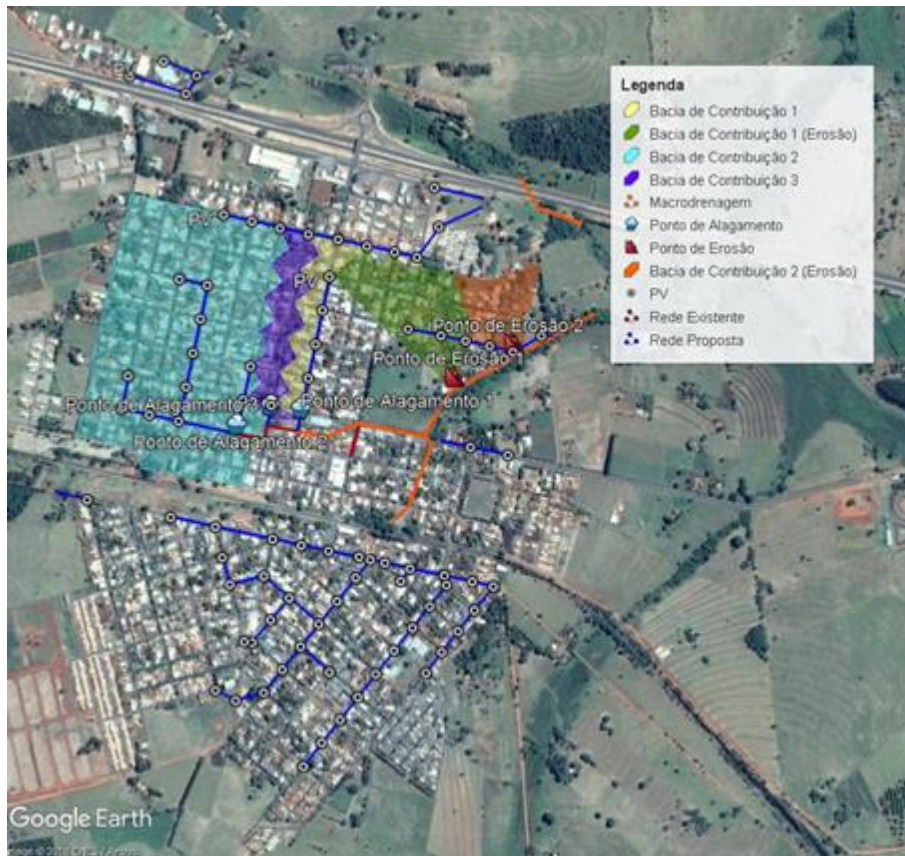 Legenda
Bacia de Contribuição 1
Bacia de Contribuição 1 (Erosão)
Bacia de Contribuição 2
Bacia de Contribuição 3
Macrodrenagem
Ponto de Alagamento
Ponto de Erosão
Bacia de Contribuição 2 (Erosão)
PV
Rede Existente
Rede Proposta
PV
PV
Ponto de Erosão 2
Ponto de Erosão 1
Ponto de Alagamento 3
Ponto de Alagamento 1
Ponto de Alagamento 2
Google Earth